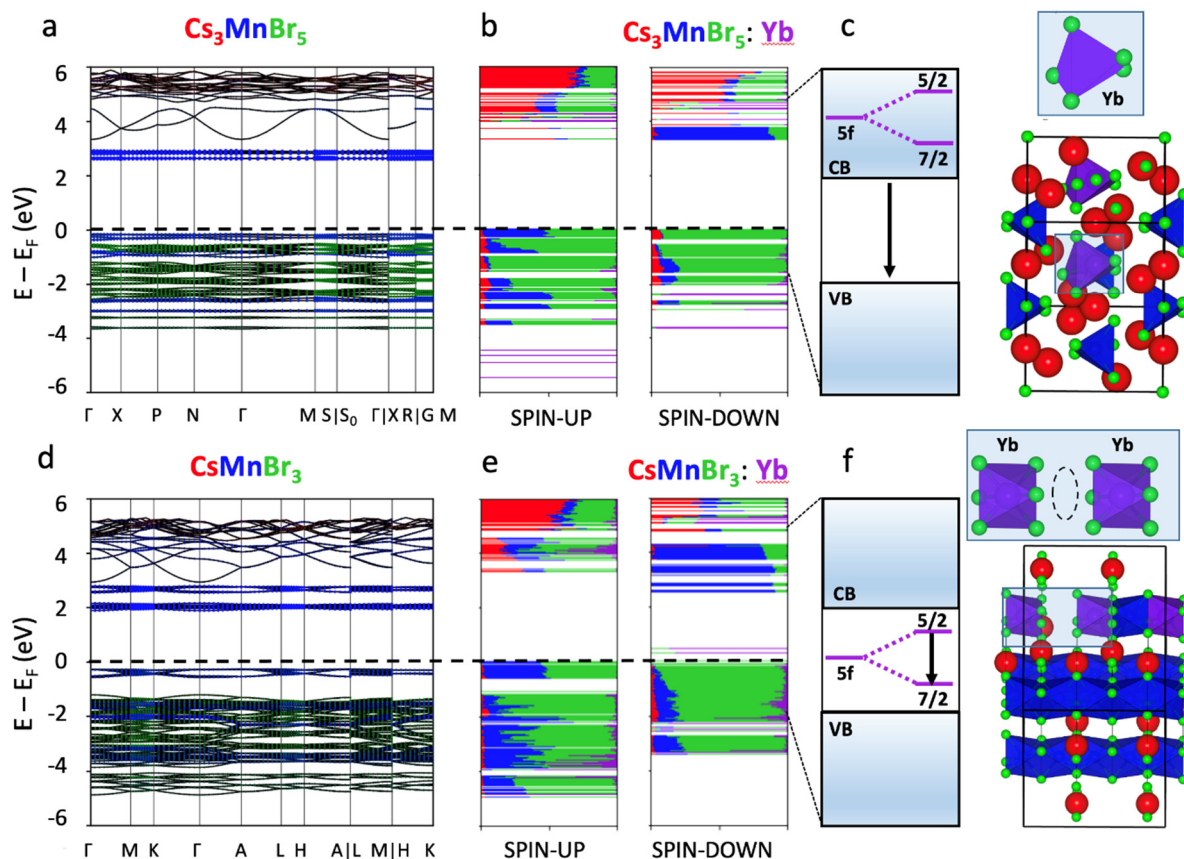 a
Cs₃MnBr₅
b
Cs₃MnBr₅: Yb
c
Yb
E – E_F (eV)
6
4
2
0
-2
-4
-6
Γ X P N Γ M S|S₀ Γ|X R|G M
SPIN-UP
SPIN-DOWN
5/2
5f
7/2
CB
VB
d
CsMnBr₃
e
CsMnBr₃: Yb
f
Yb
Yb
E – E_F (eV)
6
4
2
0
-2
-4
-6
Γ M K Γ A L H A|L M|H K
SPIN-UP
SPIN-DOWN
CB
5/2
5f
7/2
VB